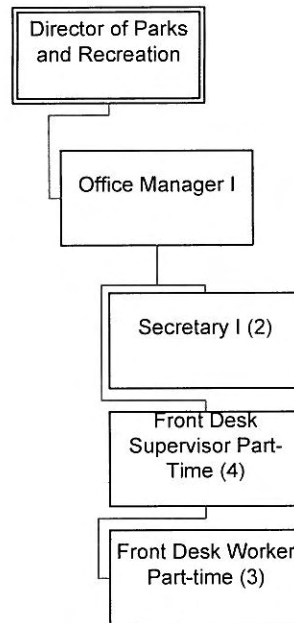 Director of Parks
and Recreation
Office Manager I
Secretary I (2)
Front Desk
Supervisor Part-
Time (4)
Front Desk Worker
Part-time (3)